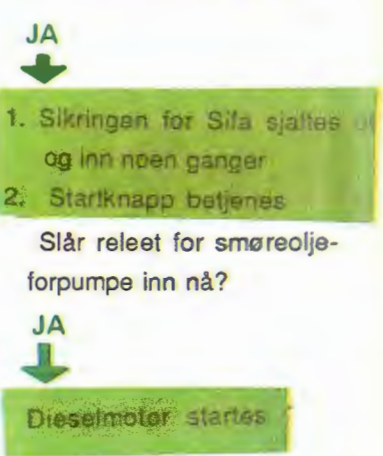 JA
1. Sikringen for Sifa sjaltes
og inn noen ganger
2. Startknapp betjenes
Slår releet for smøreolje-
forpumpe inn nå?
JA
Dieselmotor startes